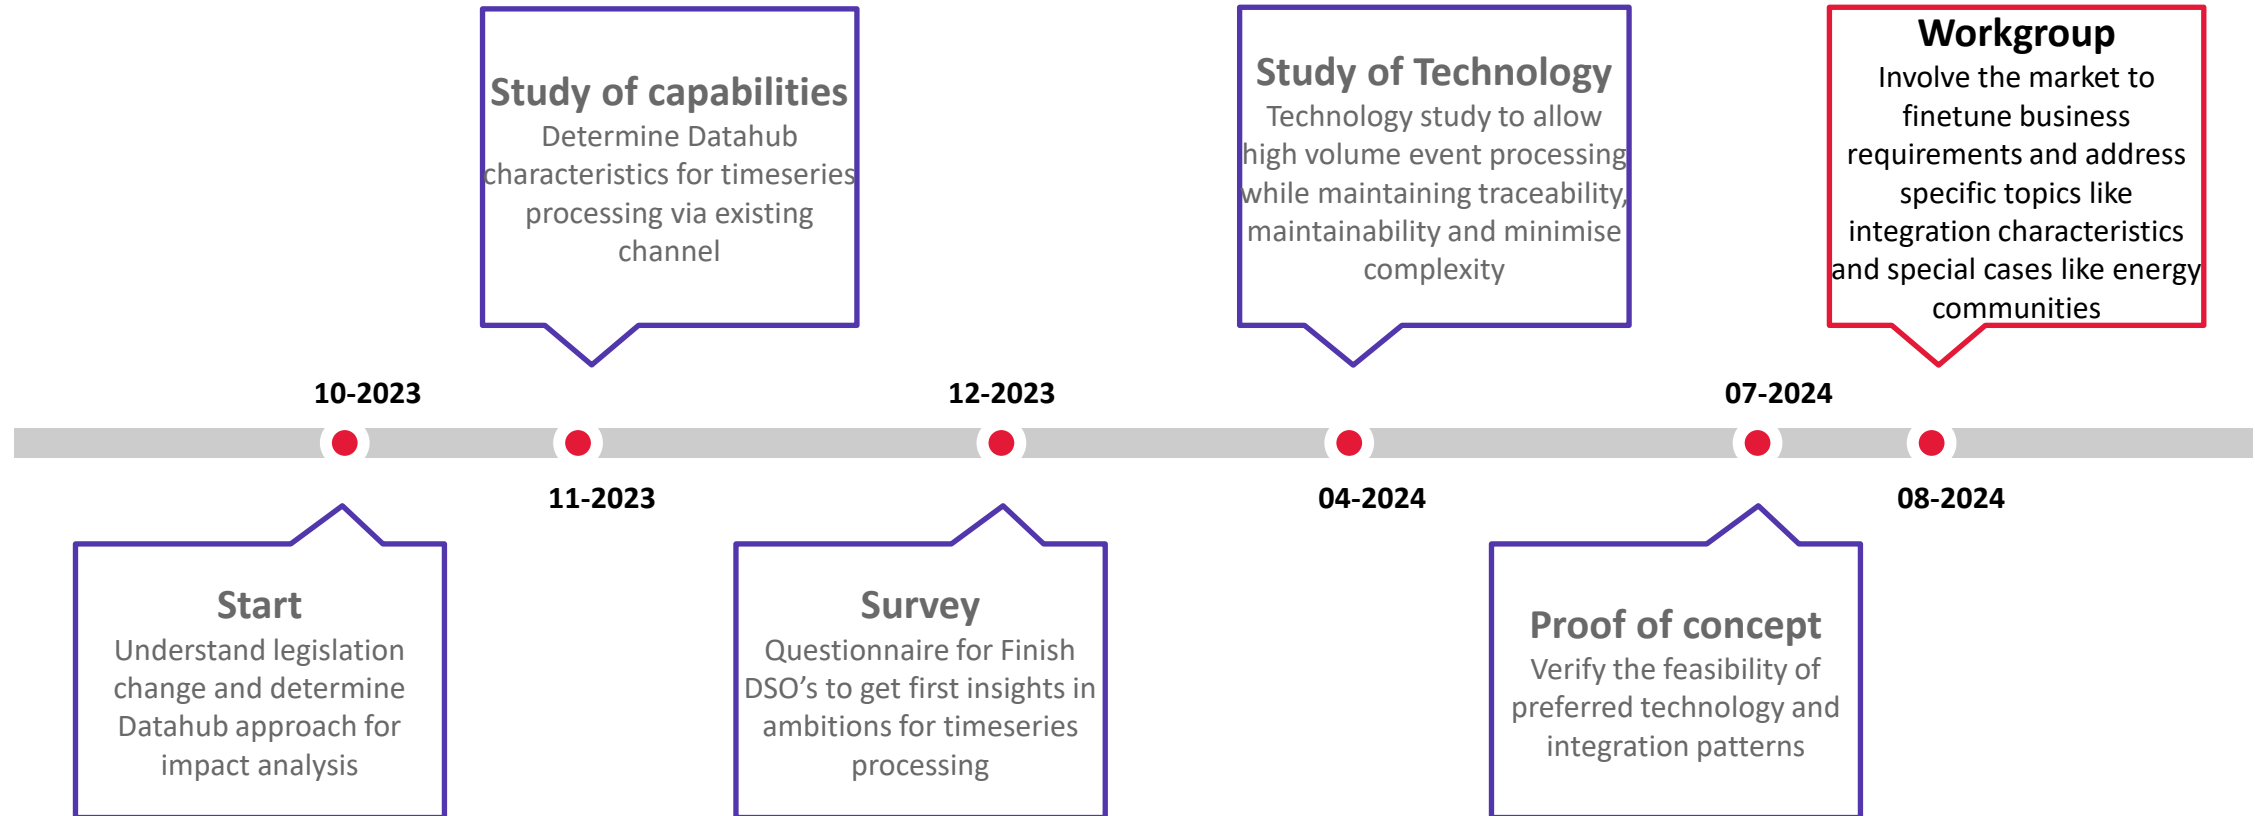 Study of capabilities
Determine Datahub
characteristics for timeseries
processing via existing
channel
Study of Technology
Technology study to allow
high volume event processing
while maintaining traceability,
maintainability and minimise
complexity
Workgroup
Involve the market to
finetune business
requirements and address
specific topics like
integration characteristics
and special cases like energy
communities
10-2023
12-2023
07-2024
11-2023
04-2024
08-2024
Start
Understand legislation
change and determine
Datahub approach for
impact analysis
Survey
Questionnaire for Finish
DSO’s to get first insights in
ambitions for timeseries
processing
Proof of concept
Verify the feasibility of
preferred technology and
integration patterns